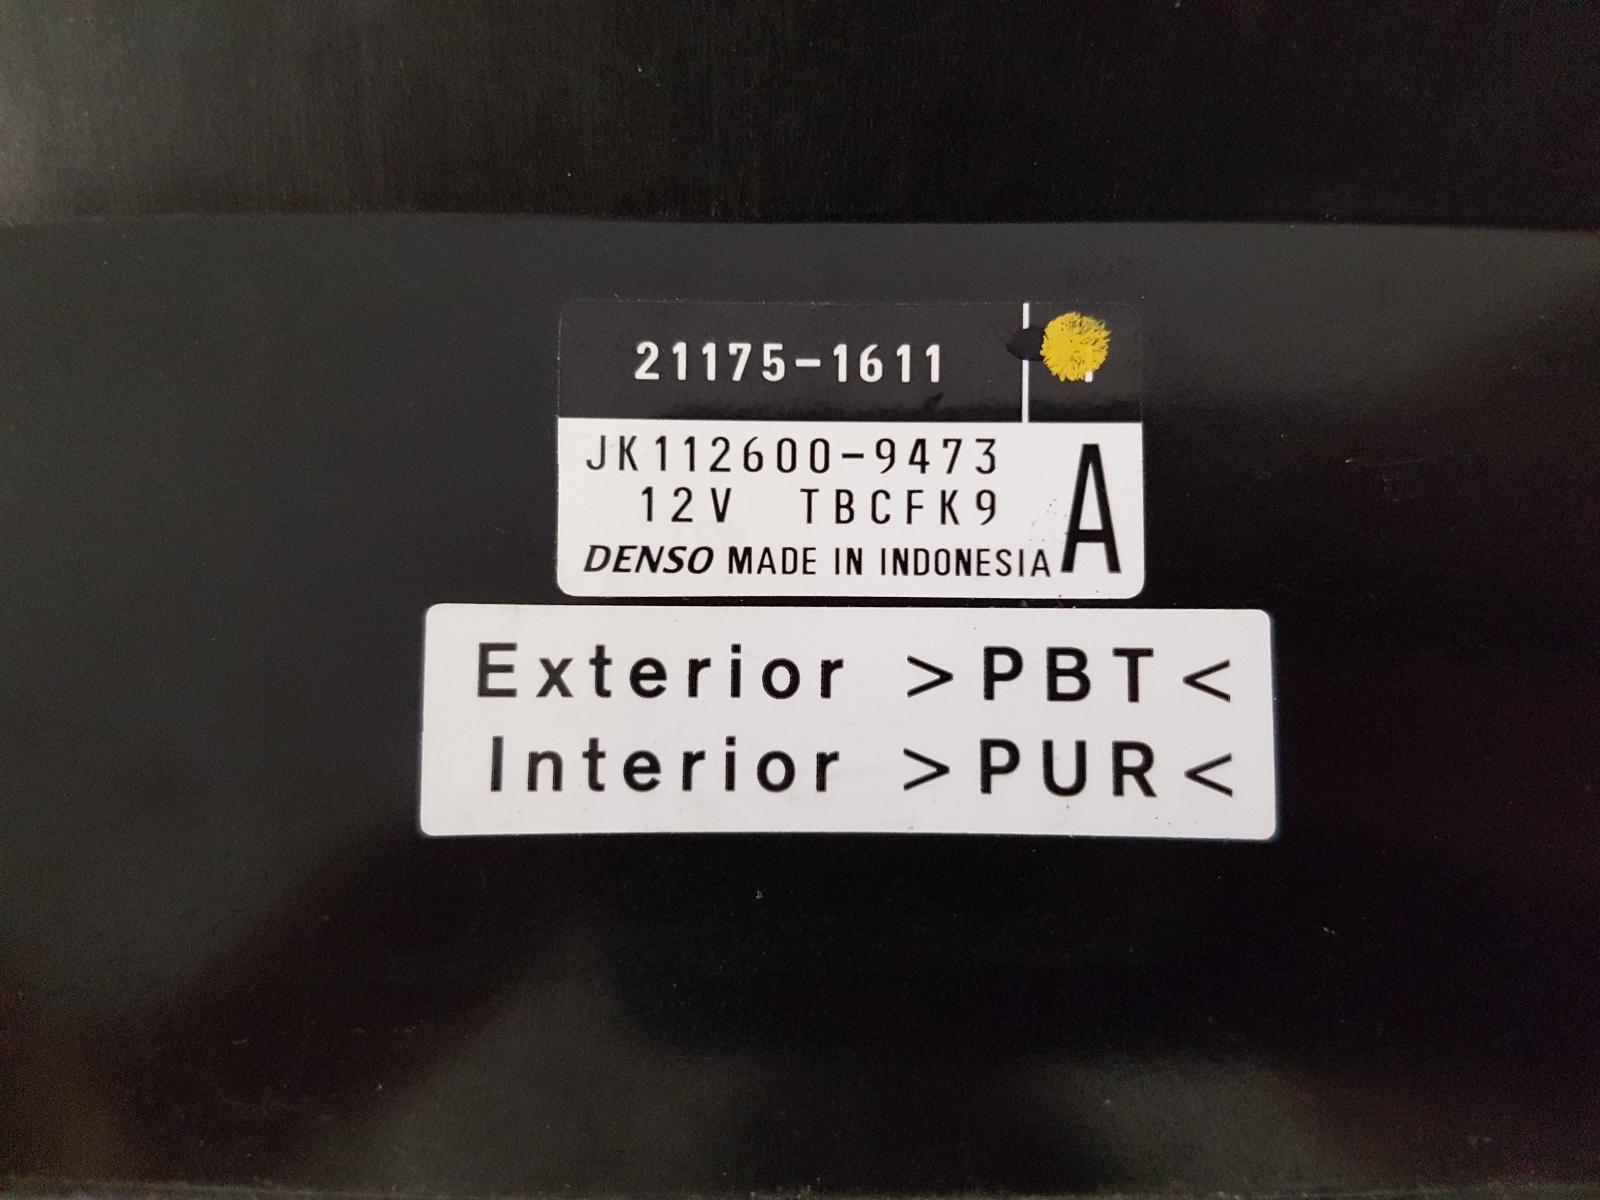 21175-1611
JK112600-9473
12V TBCFK9
A
DENSO MADE IN INDONESIA
Exterior >PBT<
Interior >PUR<